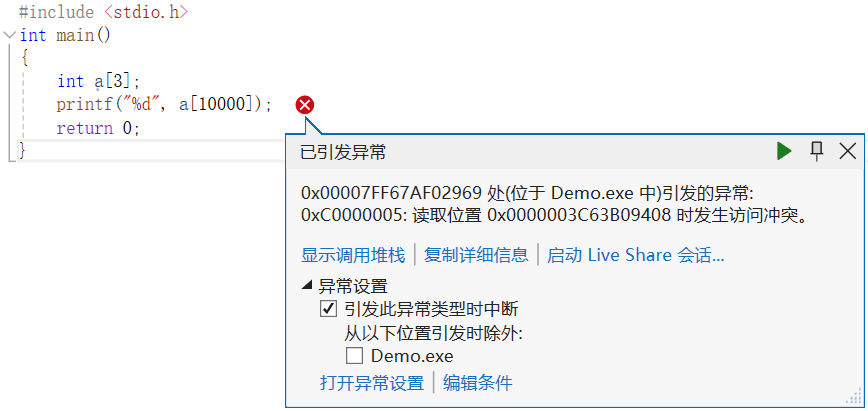 #include <stdio.h>
int main()
{
int a[3];
printf("%d", a[10000]);
return 0;
}
已引发异常
0x00007FF67AF02969 处(位于 Demo.exe 中)引发的异常:
0xC0000005: 读取位置 0x0000003C63B09408 时发生访问冲突。
显示调用堆栈 | 复制详细信息 | 启动 Live Share 会话...
异常设置
引发此异常类型时中断
从以下位置引发时除外:
Demo.exe
打开异常设置 | 编辑条件